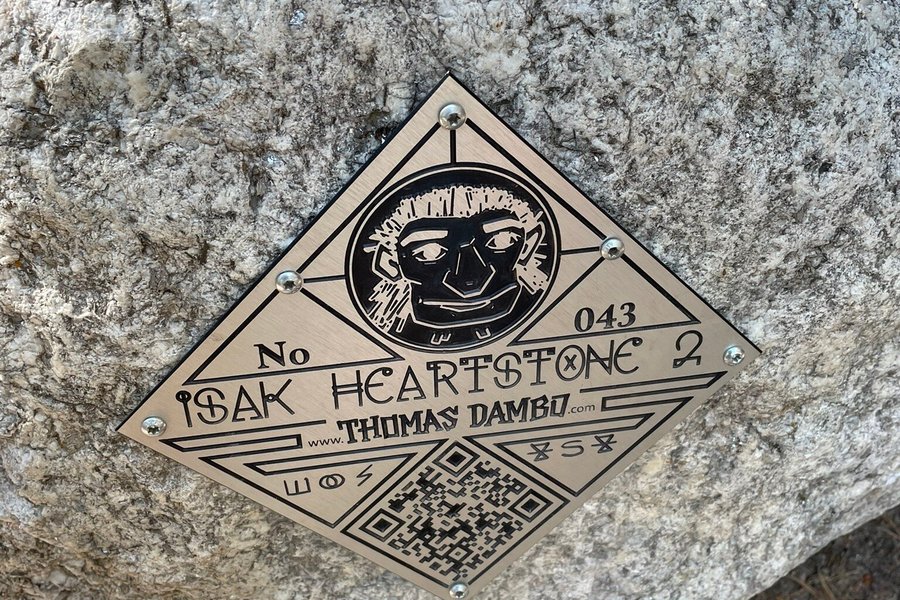 No 043
ISAK HEARTSTONE 2
www.THOMAS DAMBO.com